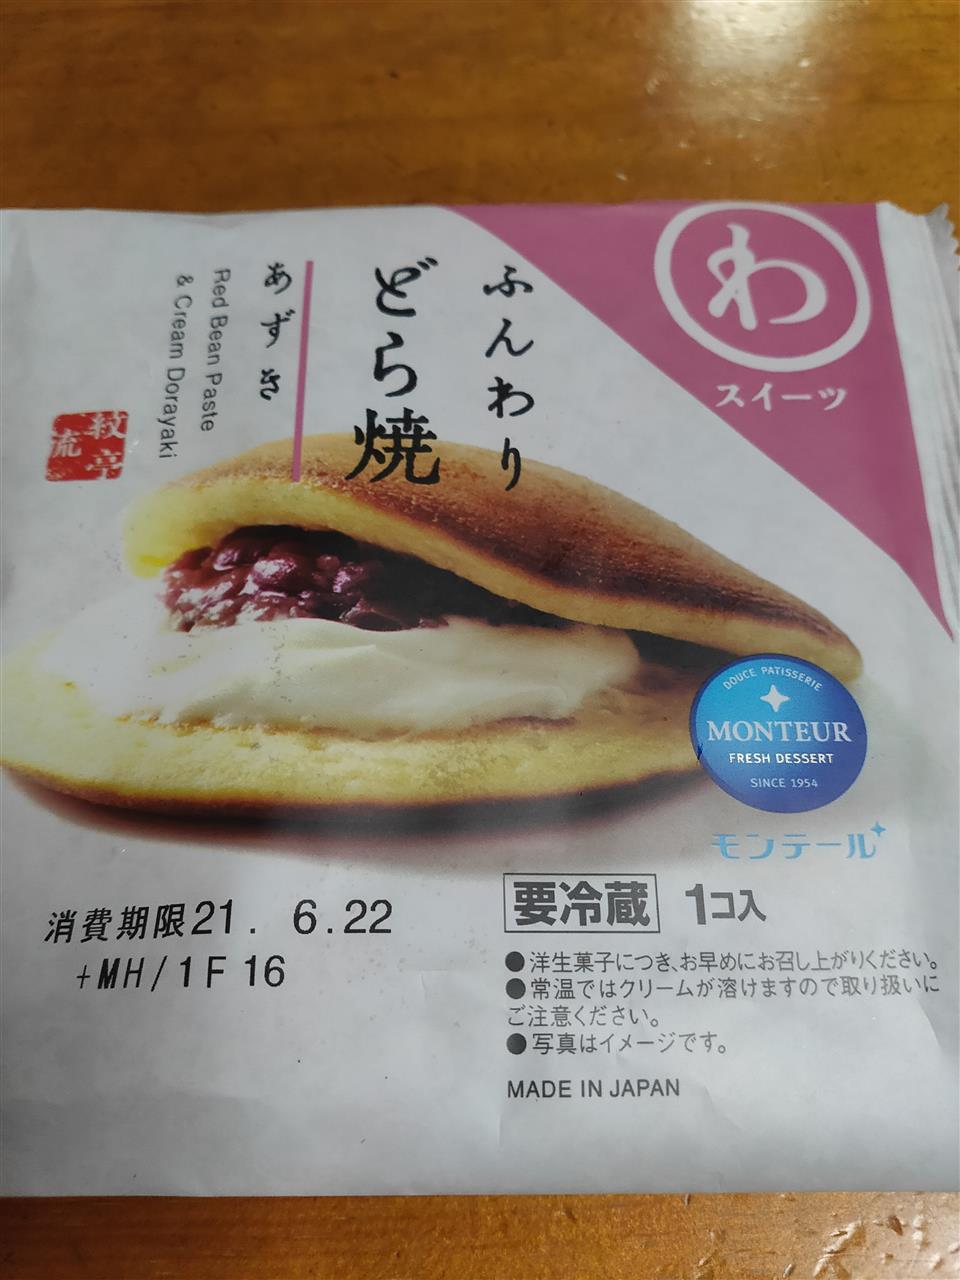 わ
スイーツ
ふんわり
どら焼
あずき
Red Bean Paste
& Cream Dorayaki
流亭
DOUCE PATISSERIE
MONTEUR
FRESH DESSERT
SINCE 1954
モンテール
消費期限21. 6.22
+MH/1F16
要冷蔵 1コ入
●洋生菓子につき、お早めにお召し上がりください。
●常温ではクリームが溶けますので取り扱いに
ご注意ください。
●写真はイメージです。
MADE IN JAPAN